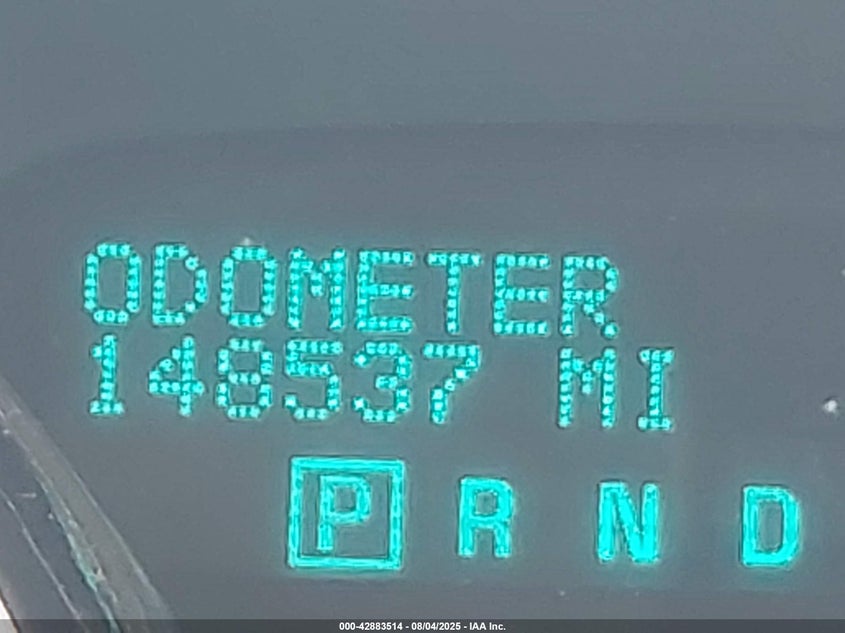 ODOMETER
148537 MI
P R N D
000-42883514 - 08/04/2025 - IAA Inc.